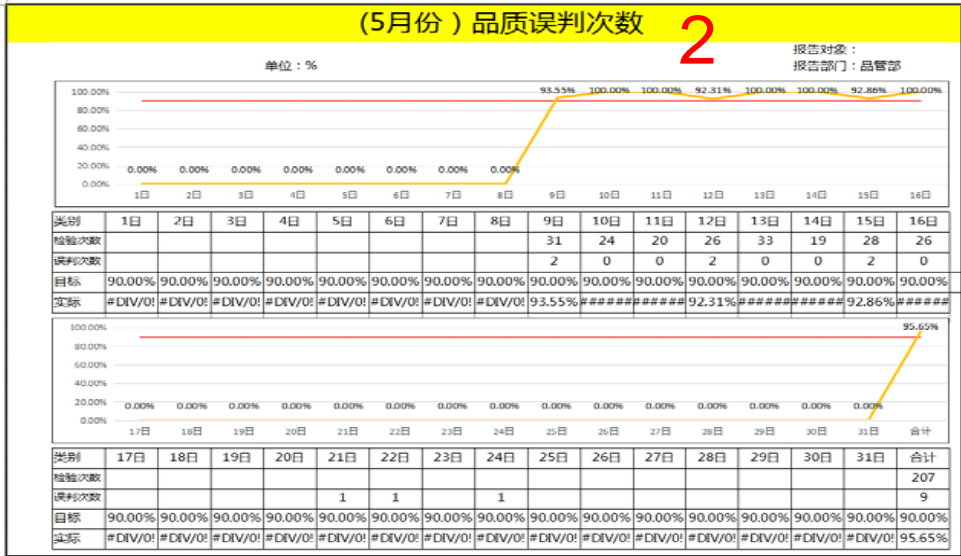 (5月份）品质误判次数
2
报告对象：
单位：% 报告部门：品管部
100.00% 93.55% 100.00% 100.00% 92.31% 100.00% 100.00% 92.86% 100.00%
80.00%
60.00%
40.00%
20.00% 0.00% 0.00% 0.00% 0.00% 0.00% 0.00% 0.00% 0.00%
0.00%
1日 2日 3日 4日 5日 6日 7日 8日 9日 10日 11日 12日 13日 14日 15日 16日
类别 1日 2日 3日 4日 5日 6日 7日 8日 9日 10日 11日 12日 13日 14日 15日 16日
检验次数 31 24 20 26 33 19 28 26
误判次数 2 0 0 2 0 0 2 0
目标 90.00% 90.00% 90.00% 90.00% 90.00% 90.00% 90.00% 90.00% 90.00% 90.00% 90.00% 90.00% 90.00% 90.00% 90.00% 90.00%
实际 #DIV/0! #DIV/0! #DIV/0! #DIV/0! #DIV/0! #DIV/0! #DIV/0! #DIV/0! 93.55% ###### ###### 92.31% ###### ###### 92.86% ######
100.00% 95.65%
80.00%
60.00%
40.00%
20.00% 0.00% 0.00% 0.00% 0.00% 0.00% 0.00% 0.00% 0.00% 0.00% 0.00% 0.00% 0.00% 0.00% 0.00% 0.00%
0.00%
17日 18日 19日 20日 21日 22日 23日 24日 25日 26日 27日 28日 29日 30日 31日 合计
类别 17日 18日 19日 20日 21日 22日 23日 24日 25日 26日 27日 28日 29日 30日 31日 合计
检验次数 207
误判次数 1 1 1 9
目标 90.00% 90.00% 90.00% 90.00% 90.00% 90.00% 90.00% 90.00% 90.00% 90.00% 90.00% 90.00% 90.00% 90.00% 90.00% 90.00%
实际 #DIV/0! #DIV/0! #DIV/0! #DIV/0! #DIV/0! #DIV/0! #DIV/0! #DIV/0! #DIV/0! #DIV/0! #DIV/0! #DIV/0! #DIV/0! #DIV/0! #DIV/0! 95.65%